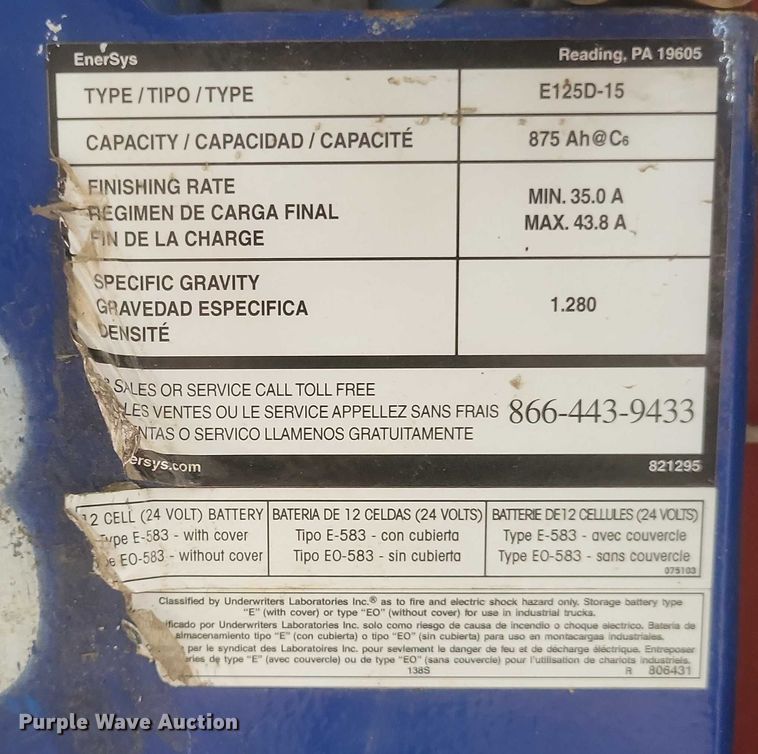 EnerSys Reading, PA 19605
TYPE / TIPO / TYPE E125D-15
CAPACITY / CAPACIDAD / CAPACITÉ 875 Ah@C6
FINISHING RATE
REGIMEN DE CARGA FINAL
FIN DE LA CHARGE
MIN. 35.0 A
MAX. 43.8 A
SPECIFIC GRAVITY
GRAVEDAD ESPECIFICA
DENSITÉ
1.280
SALES OR SERVICE CALL TOLL FREE
LES VENTES OU LE SERVICE APPELLEZ SANS FRAIS
NTAS O SERVICO LLAMENOS GRATUITAMENTE
866-443-9433
ersys.com 821295
12 CELL (24 VOLT) BATTERY
Type E-583 - with cover
pe EO-583 - without cover
BATERIA DE 12 CELDAS (24 VOLTS)
Tipo E-583 - con cubierta
Tipo EO-583 - sin cubierta
BATTERIE DE12 CELLULES (24 VOLTS)
Type E-583 - avec couvercle
Type EO-583 - sans couvercle
075103
Classified by Underwriters Laboratories Inc.® as to fire and electric shock hazard only. Storage battery type
"E" (with cover) or type "EO" (without cover) for use in industrial trucks.
ificado por Underwriters Laboratories Inc. solo como riesgo de causa de incendio o choque electrico. Bateria de
almacenamiento tipo "E" (con cubierta) o tipo "EO" (sin cubierta) para uso en montacargas industriales.
per le syndicat des Laboratoires Inc. pour sevlement le danger de feu et de décharge éléctrique. Entreposer
ries de type "E" (avec couvercle) ou de type "EO" (sans couvercle) pour l'utilisation de chariots industriels.
138S R 806431
Purple Wave Auction